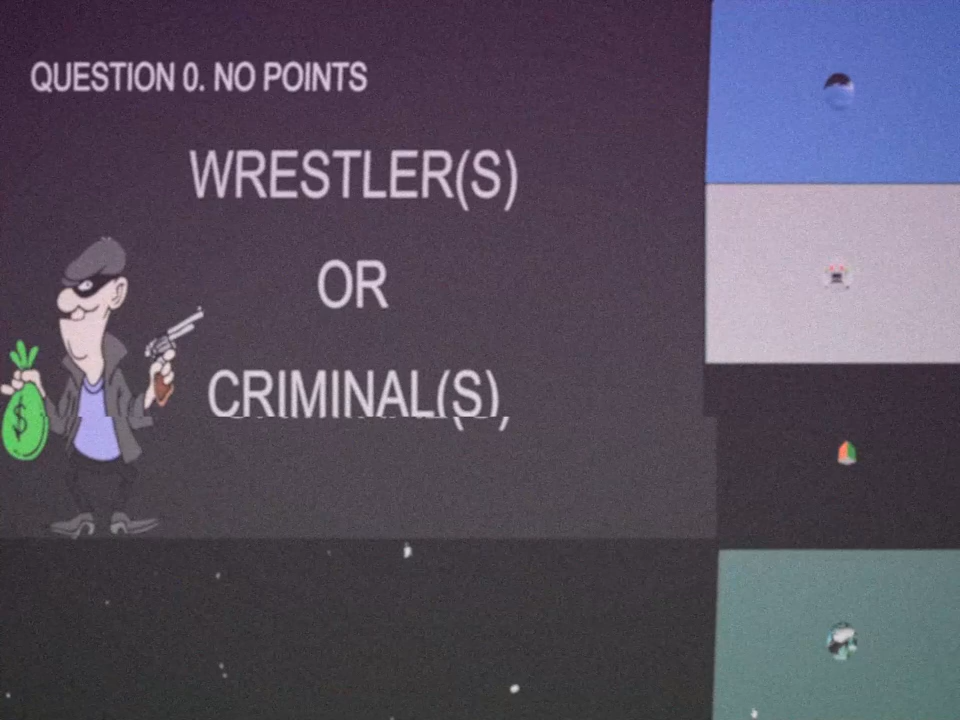 QUESTION 0. NO POINTS
WRESTLER(S)
OR
CRIMINAL(S),
$